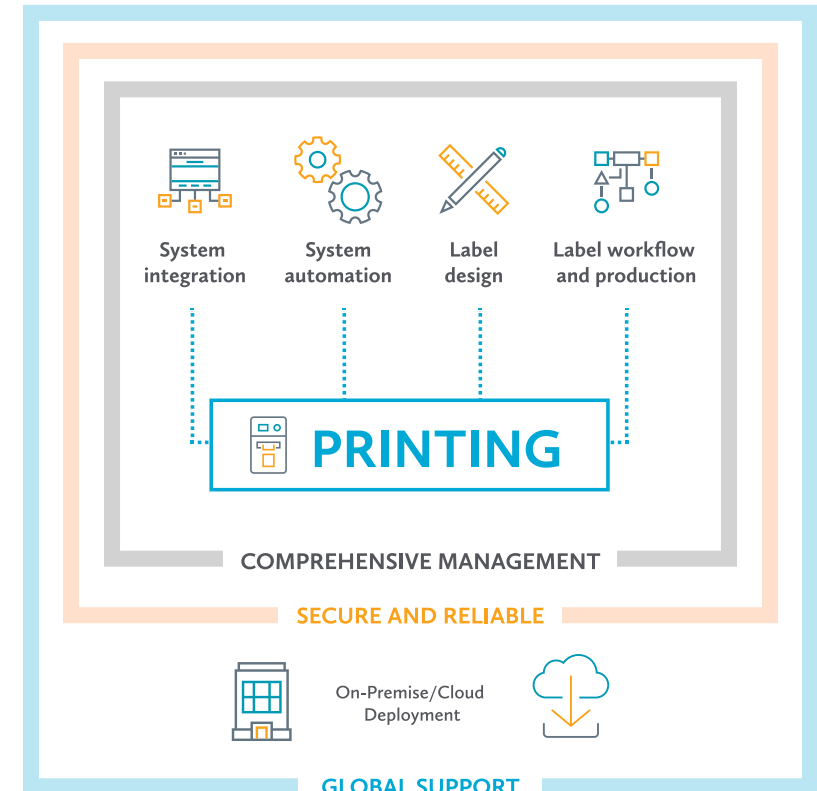 System
integration
System
automation
Label
design
Label workflow
and production
PRINTING
COMPREHENSIVE MANAGEMENT
SECURE AND RELIABLE
On-Premise/Cloud
Deployment
GLOBAL SUPPORT